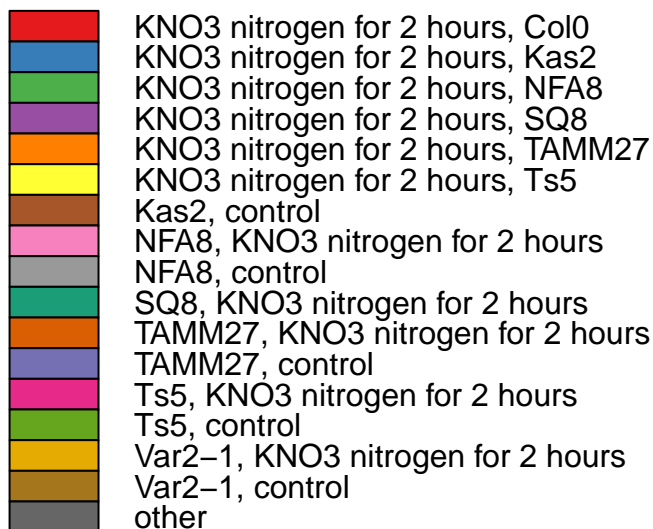 KNO3 nitrogen for 2 hours, Col0
KNO3 nitrogen for 2 hours, Kas2
KNO3 nitrogen for 2 hours, NFA8
KNO3 nitrogen for 2 hours, SQ8
KNO3 nitrogen for 2 hours, TAMM27
KNO3 nitrogen for 2 hours, Ts5
Kas2, control
NFA8, KNO3 nitrogen for 2 hours
NFA8, control
SQ8, KNO3 nitrogen for 2 hours
TAMM27, KNO3 nitrogen for 2 hours
TAMM27, control
Ts5, KNO3 nitrogen for 2 hours
Ts5, control
Var2−1, KNO3 nitrogen for 2 hours
Var2−1, control
other